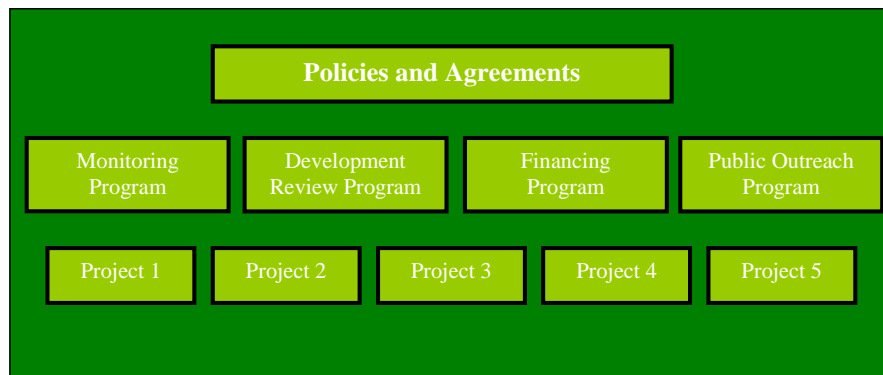 Policies and Agreements
Monitoring
Program
Development
Review Program
Financing
Program
Public Outreach
Program
Project 1
Project 2
Project 3
Project 4
Project 5